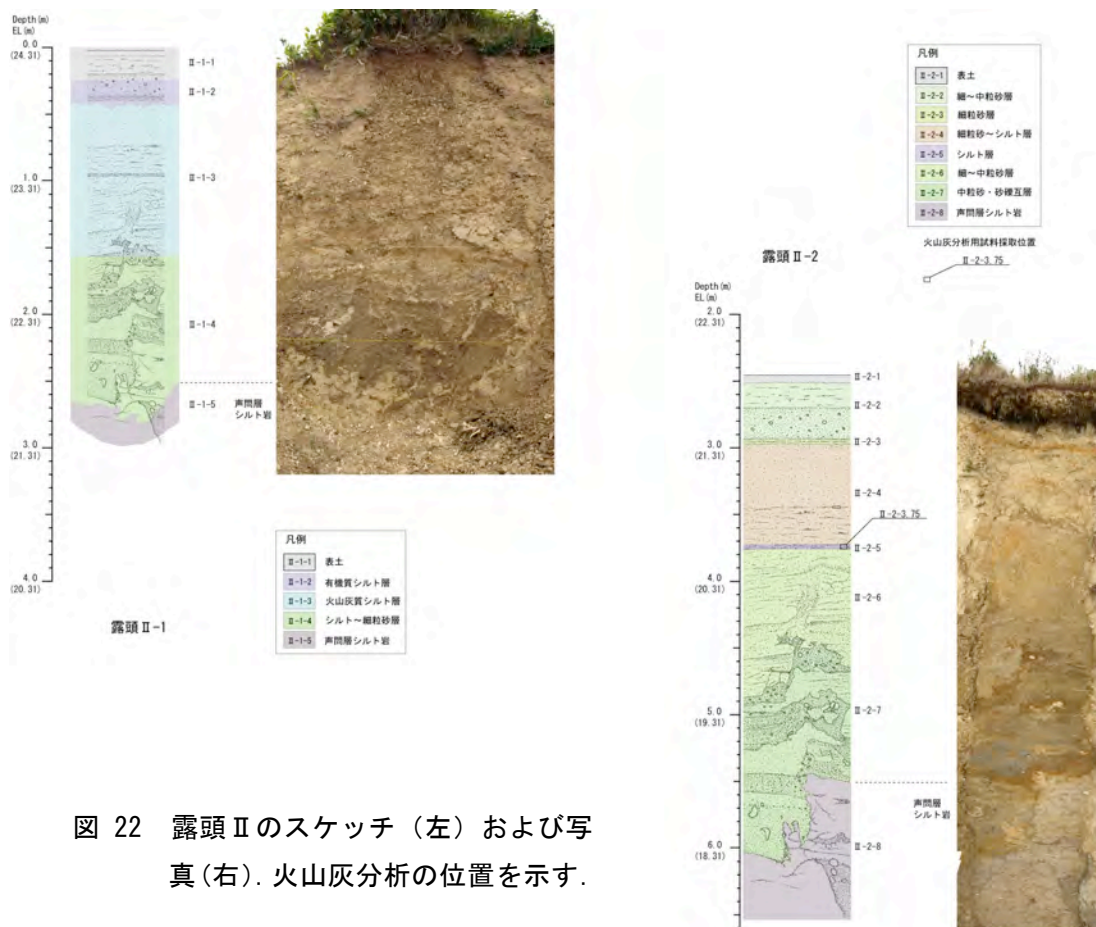 Depth(m)
EL(m)
0.0
(24.31)
Ⅱ-1-1
Ⅱ-1-2
1.0
(23.31)
Ⅱ-1-3
2.0
(22.31)
Ⅱ-1-4
Ⅱ-1-5 声問層
シルト岩
3.0
(21.31)
4.0
(20.31)
露頭Ⅱ-1
凡例
Ⅱ-1-1 表土
Ⅱ-1-2 有機質シルト層
Ⅱ-1-3 火山灰質シルト層
Ⅱ-1-4 シルト～細粒砂層
Ⅱ-1-5 声問層シルト岩
凡例
Ⅱ-2-1 表土
Ⅱ-2-2 細～中粒砂層
Ⅱ-2-3 細粒砂層
Ⅱ-2-4 細粒砂～シルト層
Ⅱ-2-5 シルト層
Ⅱ-2-6 細～中粒砂層
Ⅱ-2-7 中粒砂・砂礫互層
Ⅱ-2-8 声問層シルト岩
火山灰分析用試料採取位置
Ⅱ-2-3.75
露頭Ⅱ-2
Depth(m)
EL(m)
2.0
(22.31)
Ⅱ-2-1
Ⅱ-2-2
Ⅱ-2-3
3.0
(21.31)
Ⅱ-2-4
Ⅱ-2-3.75
Ⅱ-2-5
4.0
(20.31)
Ⅱ-2-6
5.0
(19.31)
Ⅱ-2-7
声問層
シルト岩
6.0
(18.31)
Ⅱ-2-8
図 22 露頭Ⅱのスケッチ（左）および写
真(右). 火山灰分析の位置を示す.